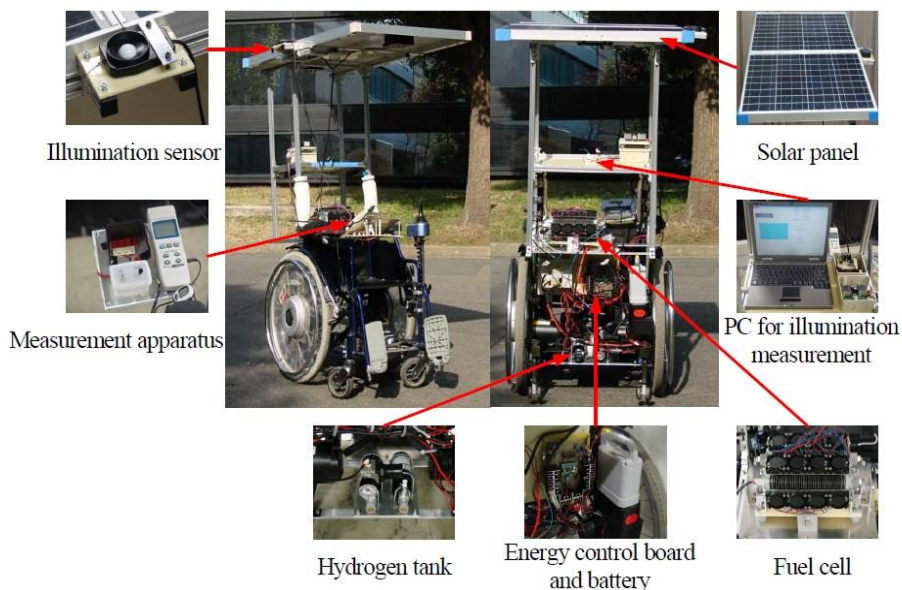 Illumination sensor
Solar panel
Measurement apparatus
PC for illumination
measurement
Hydrogen tank
Energy control board
and battery
Fuel cell